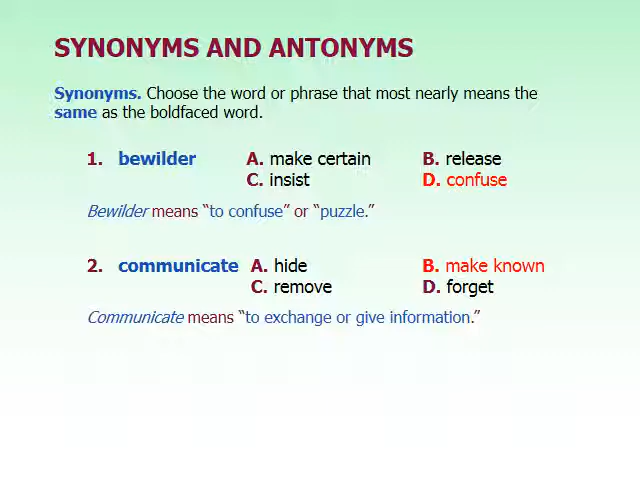 SYNONYMS AND ANTONYMS
Synonyms. Choose the word or phrase that most nearly means the
same as the boldfaced word.
1. bewilder A. make certain B. release
C. insist D. confuse
Bewilder means “to confuse” or “puzzle.”
2. communicate A. hide B. make known
C. remove D. forget
Communicate means “to exchange or give information.”